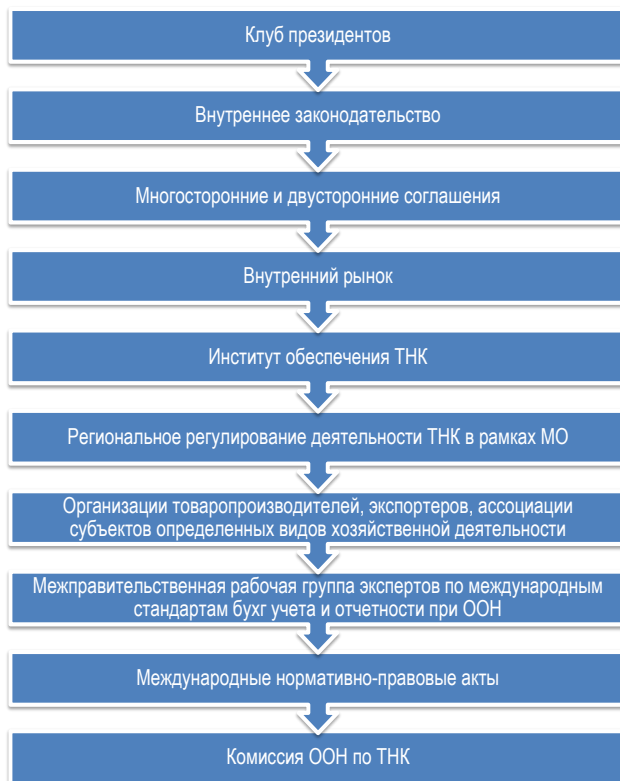 Клуб президентов
Внутреннее законодательство
Многосторонние и двусторонние соглашения
Внутренний рынок
Институт обеспечения ТНК
Региональное регулирование деятельности ТНК в рамках МО
Организации товаропроизводителей, экспортеров, ассоциации
субъектов определенных видов хозяйственной деятельности
Межправительственная рабочая группа экспертов по международным
стандартам бухг учета и отчетности при ООН
Международные нормативно-правовые акты
Комиссия ООН по ТНК